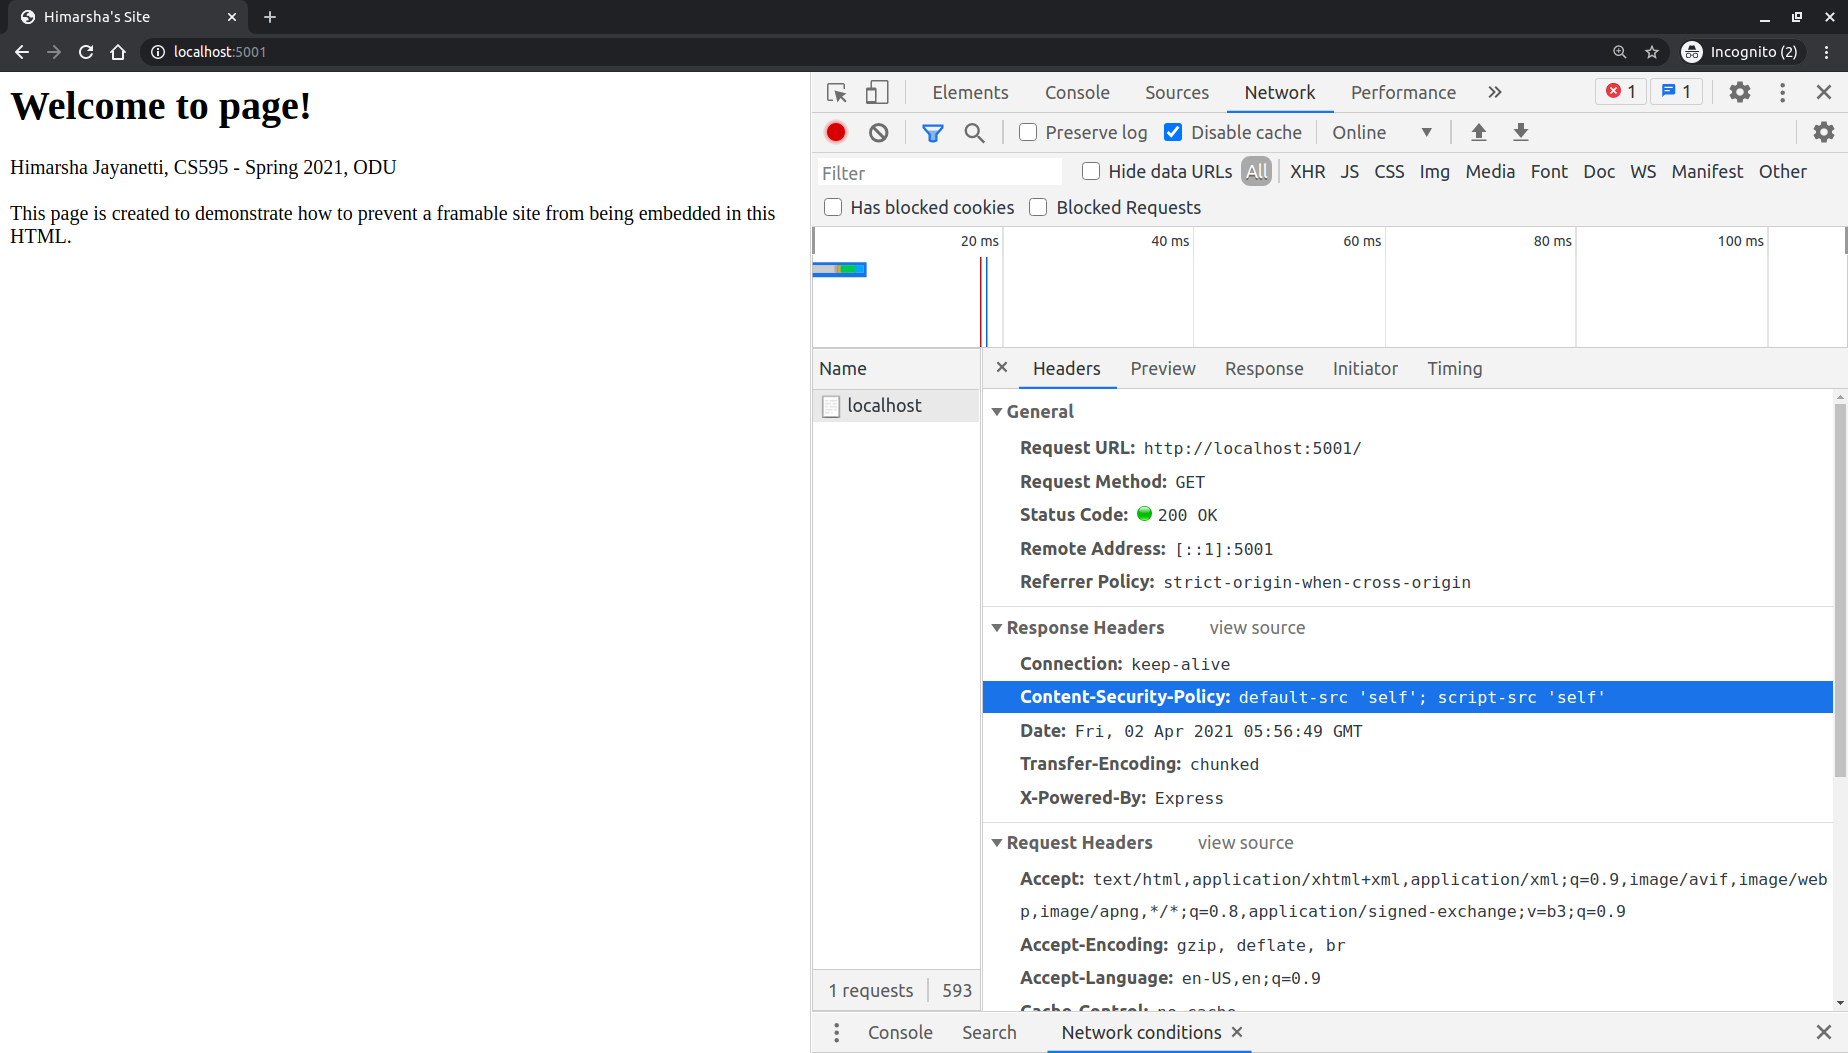 Himarsha's Site
localhost:5001
Incognito (2)
Welcome to page!
Himarsha Jayanetti, CS595 - Spring 2021, ODU
This page is created to demonstrate how to prevent a framable site from being embedded in this
HTML.
Elements Console Sources Network Performance » 1 1
Preserve log Disable cache Online
Filter Hide data URLs All XHR JS CSS Img Media Font Doc WS Manifest Other
Has blocked cookies Blocked Requests
20 ms 40 ms 60 ms 80 ms 100 ms
Name
localhost
Headers Preview Response Initiator Timing
General
Request URL: http://localhost:5001/
Request Method: GET
Status Code: 200 OK
Remote Address: [::1]:5001
Referrer Policy: strict-origin-when-cross-origin
Response Headers view source
Connection: keep-alive
Content-Security-Policy: default-src 'self'; script-src 'self'
Date: Fri, 02 Apr 2021 05:56:49 GMT
Transfer-Encoding: chunked
X-Powered-By: Express
Request Headers view source
Accept: text/html,application/xhtml+xml,application/xml;q=0.9,image/avif,image/web
p,image/apng,*/*;q=0.8,application/signed-exchange;v=b3;q=0.9
Accept-Encoding: gzip, deflate, br
Accept-Language: en-US,en;q=0.9
Cache-Control: no-cache
1 requests 593
Console Search Network conditions